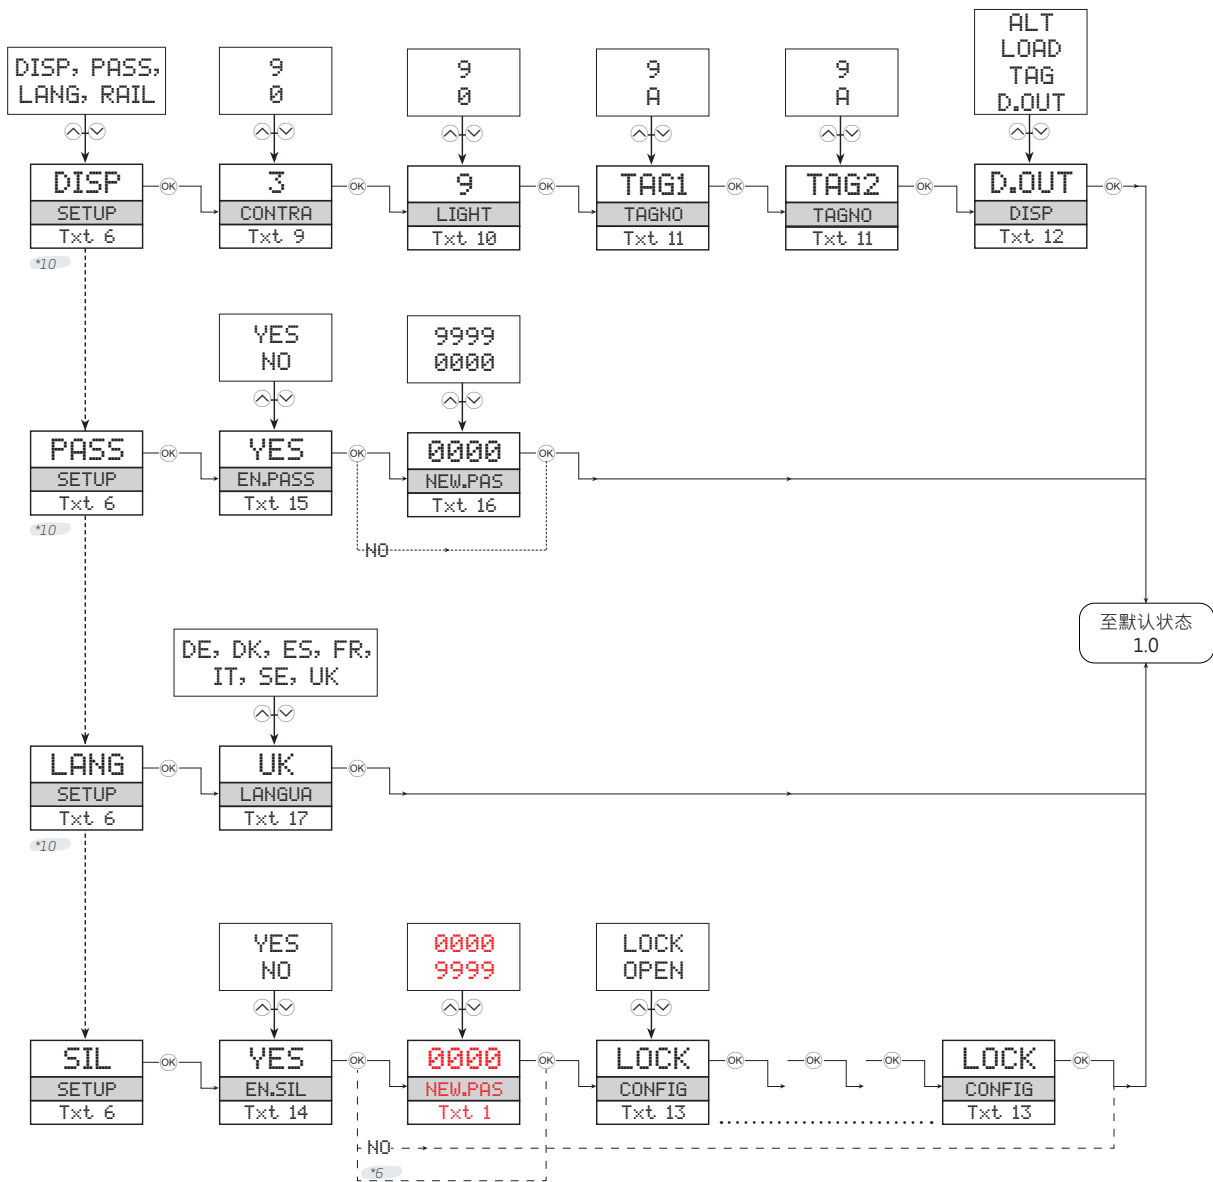 ALT
LOAD
TAG
D.OUT
DISP, PASS,
LANG, RAIL
9
0
9
0
9
A
9
A
DISP
SETUP
Txt 6
*10
OK
3
CONTRA
Txt 9
OK
9
LIGHT
Txt 10
OK
TAG1
TAGNO
Txt 11
OK
TAG2
TAGNO
Txt 11
OK
D.OUT
DISP
Txt 12
OK
YES
NO
9999
0000
PASS
SETUP
Txt 6
*10
OK
YES
EN.PASS
Txt 15
OK
0000
NEW.PAS
Txt 16
OK
NO
至默认状态
1.0
DE, DK, ES, FR,
IT, SE, UK
LANG
SETUP
Txt 6
*10
OK
UK
LANGUA
Txt 17
OK
YES
NO
0000
9999
LOCK
OPEN
SIL
SETUP
Txt 6
OK
YES
EN.SIL
Txt 14
OK
0000
NEW.PAS
Txt 1
OK
LOCK
CONFIG
Txt 13
OK
OK
OK
LOCK
CONFIG
Txt 13
OK
NO
*6